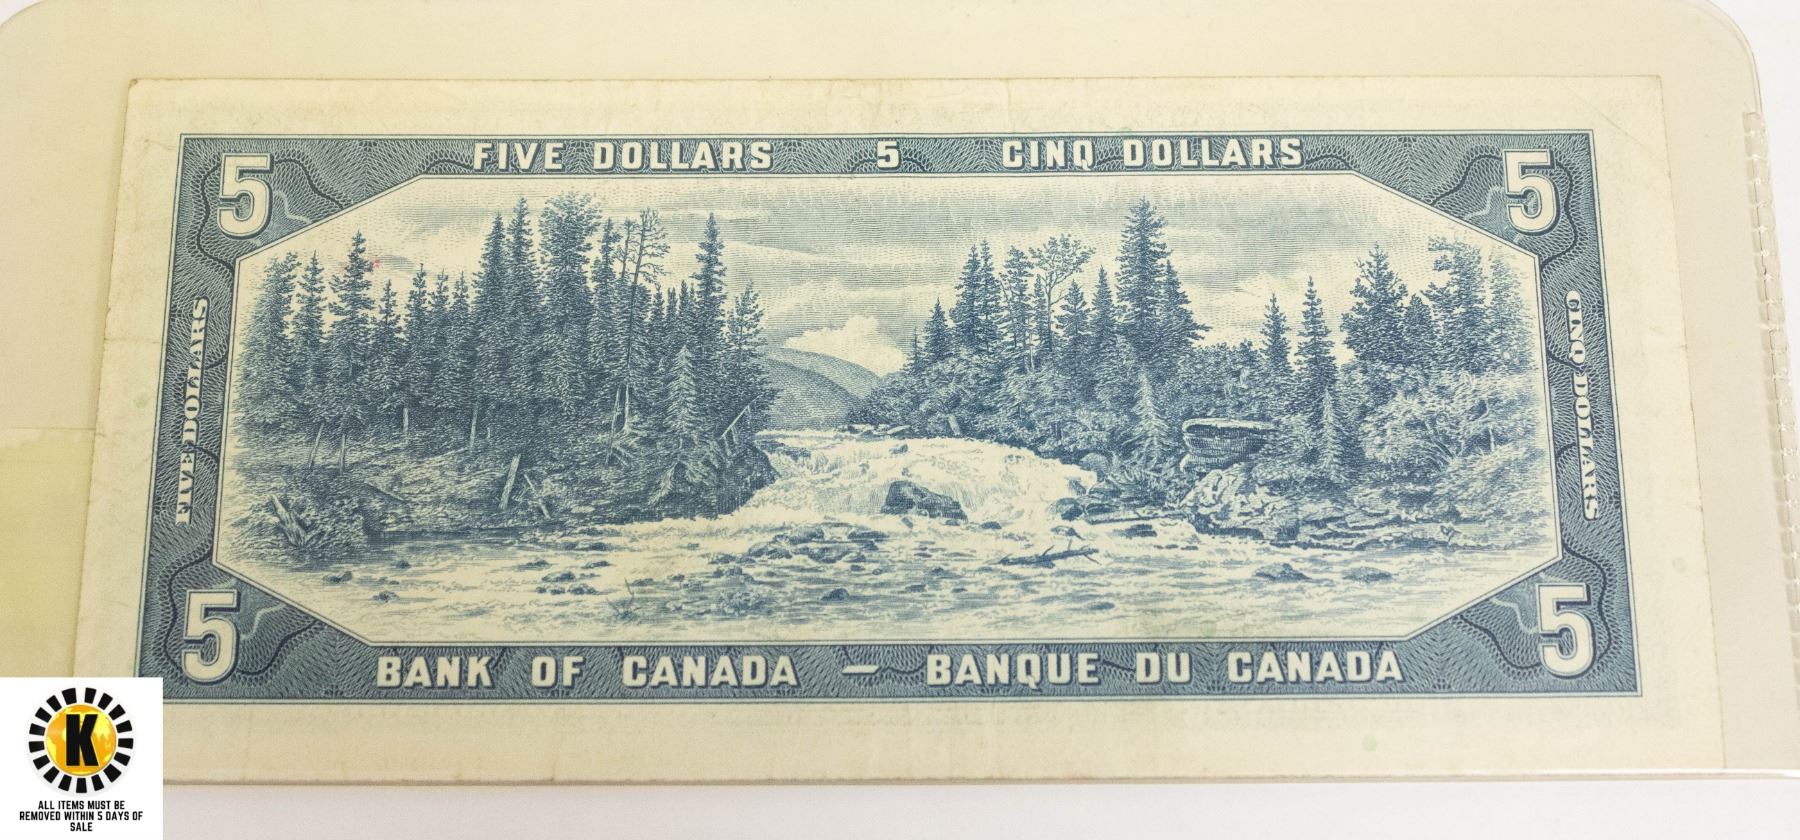 FIVE DOLLARS 5 CINQ DOLLARS
5 5
FIVE DOLLARS
CINQ DOLLARS
5 5
BANK OF CANADA — BANQUE DU CANADA
K
ALL ITEMS MUST BE
REMOVED WITHIN 5 DAYS OF
SALE